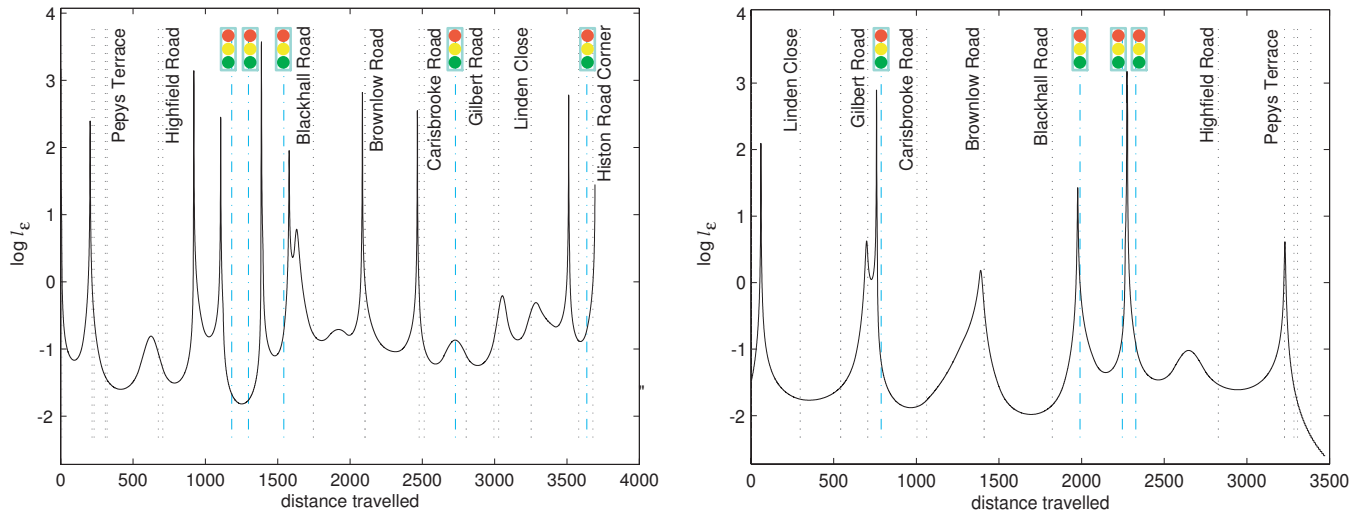 4
3
2
1
0
-1
-2
log lε
Pepys Terrace
Highfield Road
Blackhall Road
Brownlow Road
Carisbrooke Road
Gilbert Road
Linden Close
Histon Road Corner
"
0 500 1000 1500 2000 2500 3000 3500 4000
distance travelled
4
3
2
1
0
-1
-2
log lε
Linden Close
Gilbert Road
Carisbrooke Road
Brownlow Road
Blackhall Road
Highfield Road
Pepys Terrace
0 500 1000 1500 2000 2500 3000 3500
distance travelled